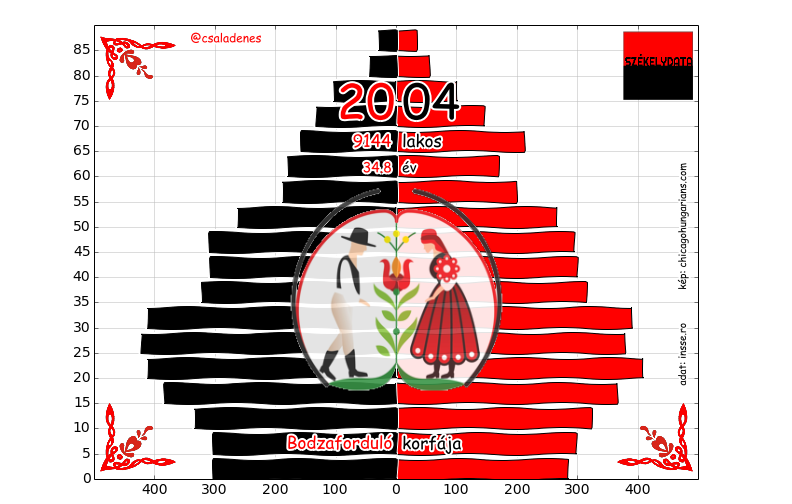 @csaladenes
SZÉKELYDATA
2004
9144 lakos
34.8 év
kép: chicagohungarians.com
adat: insse.ro
Bodzaforduló korfája
85
80
75
70
65
60
55
50
45
40
35
30
25
20
15
10
5
0
400 300 200 100 0 100 200 300 400